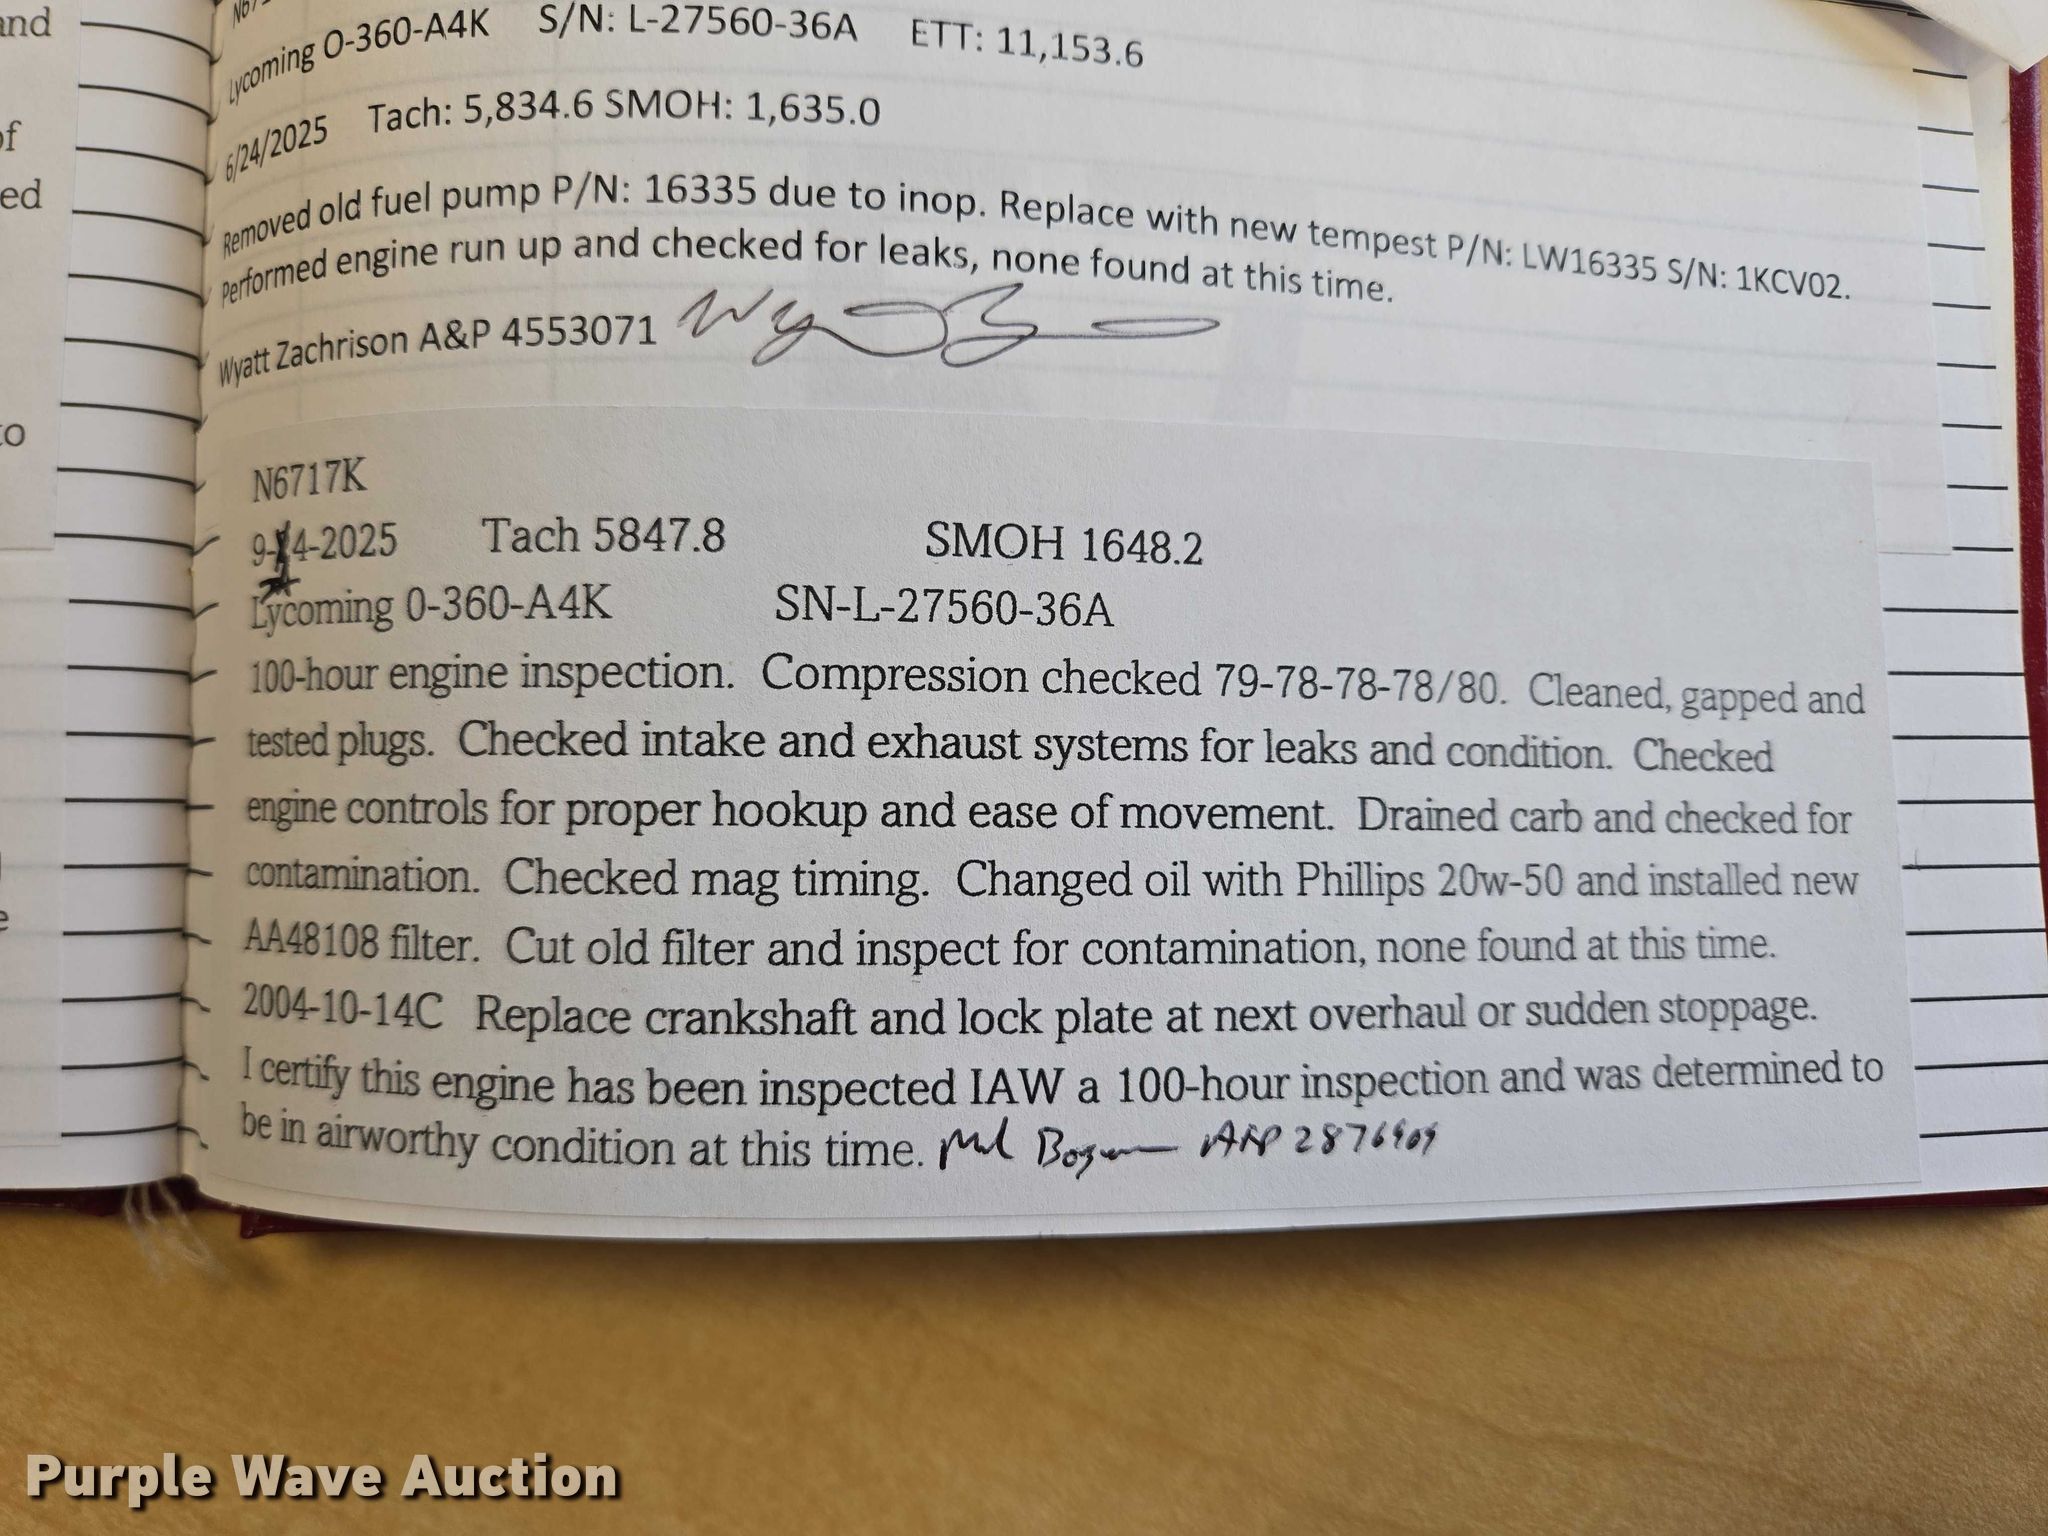 and
of
ed
to
Lycoming O-360-A4K S/N: L-27560-36A ETT: 11,153.6
6/24/2025 Tach: 5,834.6 SMOH: 1,635.0
Removed old fuel pump P/N: 16335 due to inop. Replace with new tempest P/N: LW16335 S/N: 1KCV02.
Performed engine run up and checked for leaks, none found at this time.
Wyatt Zachrison A&P 4553071
N6717K
4-2025 Tach 5847.8 SMOH 1648.2
Lycoming 0-360-A4K SN-L-27560-36A
100-hour engine inspection. Compression checked 79-78-78-78/80. Cleaned, gapped and
tested plugs. Checked intake and exhaust systems for leaks and condition. Checked
engine controls for proper hookup and ease of movement. Drained carb and checked for
contamination. Checked mag timing. Changed oil with Phillips 20w-50 and installed new
AA48108 filter. Cut old filter and inspect for contamination, none found at this time.
2004-10-14C Replace crankshaft and lock plate at next overhaul or sudden stoppage.
I certify this engine has been inspected IAW a 100-hour inspection and was determined to
be in airworthy condition at this time.
Purple Wave Auction